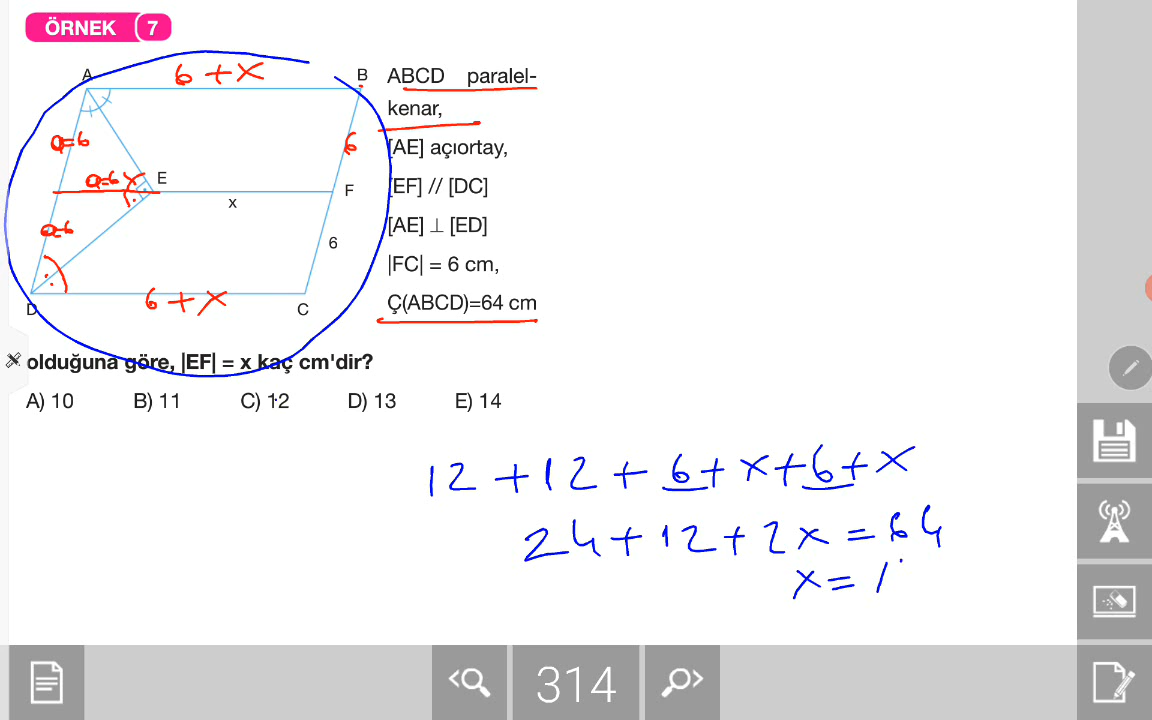 ÖRNEK 7
A 6 + x B
a=6
6
a=6 x E
F
x
a=6
6
D 6 + x C
ABCD paralel-
kenar,
[AE] açıortay,
[EF] // [DC]
[AE] ⊥ [ED]
|FC| = 6 cm,
Ç(ABCD)=64 cm
olduğuna göre, |EF| = x kaç cm'dir?
A) 10 B) 11 C) 12 D) 13 E) 14
12 + 12 + 6 + x + 6 + x
24 + 12 + 2x = 64
x = 1
314